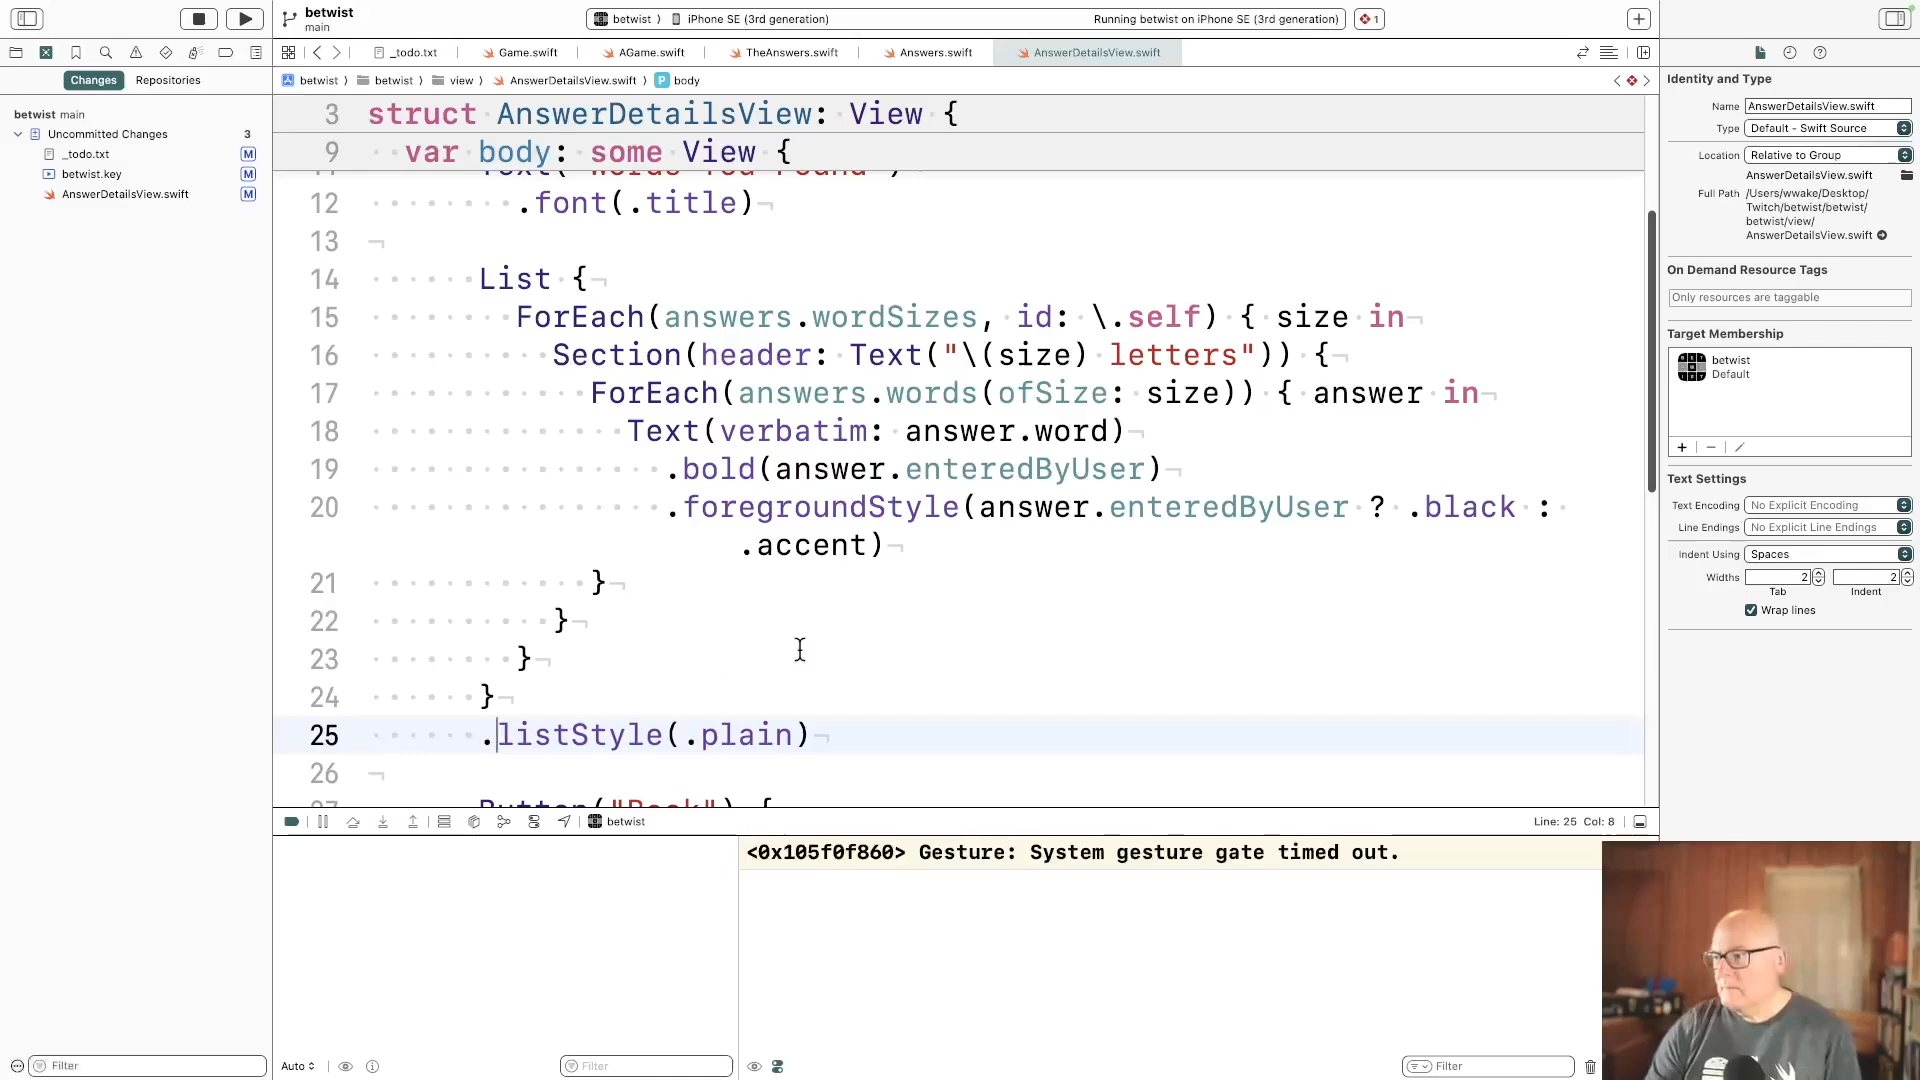 betwist
main
betwist
iPhone SE (3rd generation)
Running betwist on iPhone SE (3rd generation)
1
_todo.txt
Game.swift
AGame.swift
TheAnswers.swift
Answers.swift
AnswerDetailsView.swift
Changes
Repositories
betwist
betwist
view
AnswerDetailsView.swift
P
body
betwist main
Uncommitted Changes
3
_todo.txt
M
betwist.key
M
AnswerDetailsView.swift
M
3 struct AnswerDetailsView: View {
9 var body: some View {
12 .font(.title)
13
14 List {
15 ForEach(answers.wordSizes, id: \.self) { size in
16 Section(header: Text("\(size) letters")) {
17 ForEach(answers.words(ofSize: size)) { answer in
18 Text(verbatim: answer.word)
19 .bold(answer.enteredByUser)
20 .foregroundStyle(answer.enteredByUser ? .black :
.accent)
21 }
22 }
23 }
24 }
25 .listStyle(.plain)
26
27 Button("Back") {
betwist
Line: 25 Col: 8
<0x105f0f860> Gesture: System gesture gate timed out.
Filter
Auto
Filter
Filter
Identity and Type
Name AnswerDetailsView.swift
Type Default - Swift Source
Location Relative to Group
AnswerDetailsView.swift
Full Path /Users/wwake/Desktop/
Twitch/betwist/betwist/
betwist/view/
AnswerDetailsView.swift
On Demand Resource Tags
Only resources are taggable
Target Membership
betwist
Default
Text Settings
Text Encoding No Explicit Encoding
Line Endings No Explicit Line Endings
Indent Using Spaces
Widths 2 2
Tab Indent
Wrap lines